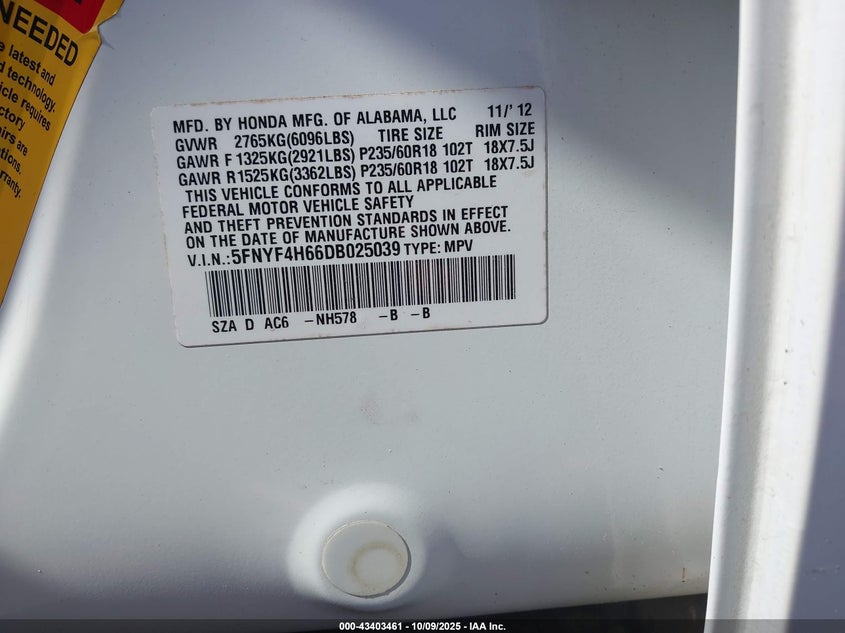 NEEDED
e latest and
d technology.
icle requires
ctory
irs are
y the
rranty.
MFD. BY HONDA MFG. OF ALABAMA, LLC 11/'12
GVWR 2765KG(6096LBS) TIRE SIZE RIM SIZE
GAWR F 1325KG(2921LBS) P235/60R18 102T 18X7.5J
GAWR R1525KG(3362LBS) P235/60R18 102T 18X7.5J
THIS VEHICLE CONFORMS TO ALL APPLICABLE
FEDERAL MOTOR VEHICLE SAFETY
AND THEFT PREVENTION STANDARDS IN EFFECT
ON THE DATE OF MANUFACTURE SHOWN ABOVE.
V.I.N.:5FNYF4H66DB025039 TYPE: MPV
SZA D AC6 -NH578 -B -B
000-43403461 - 10/09/2025 - IAA Inc.